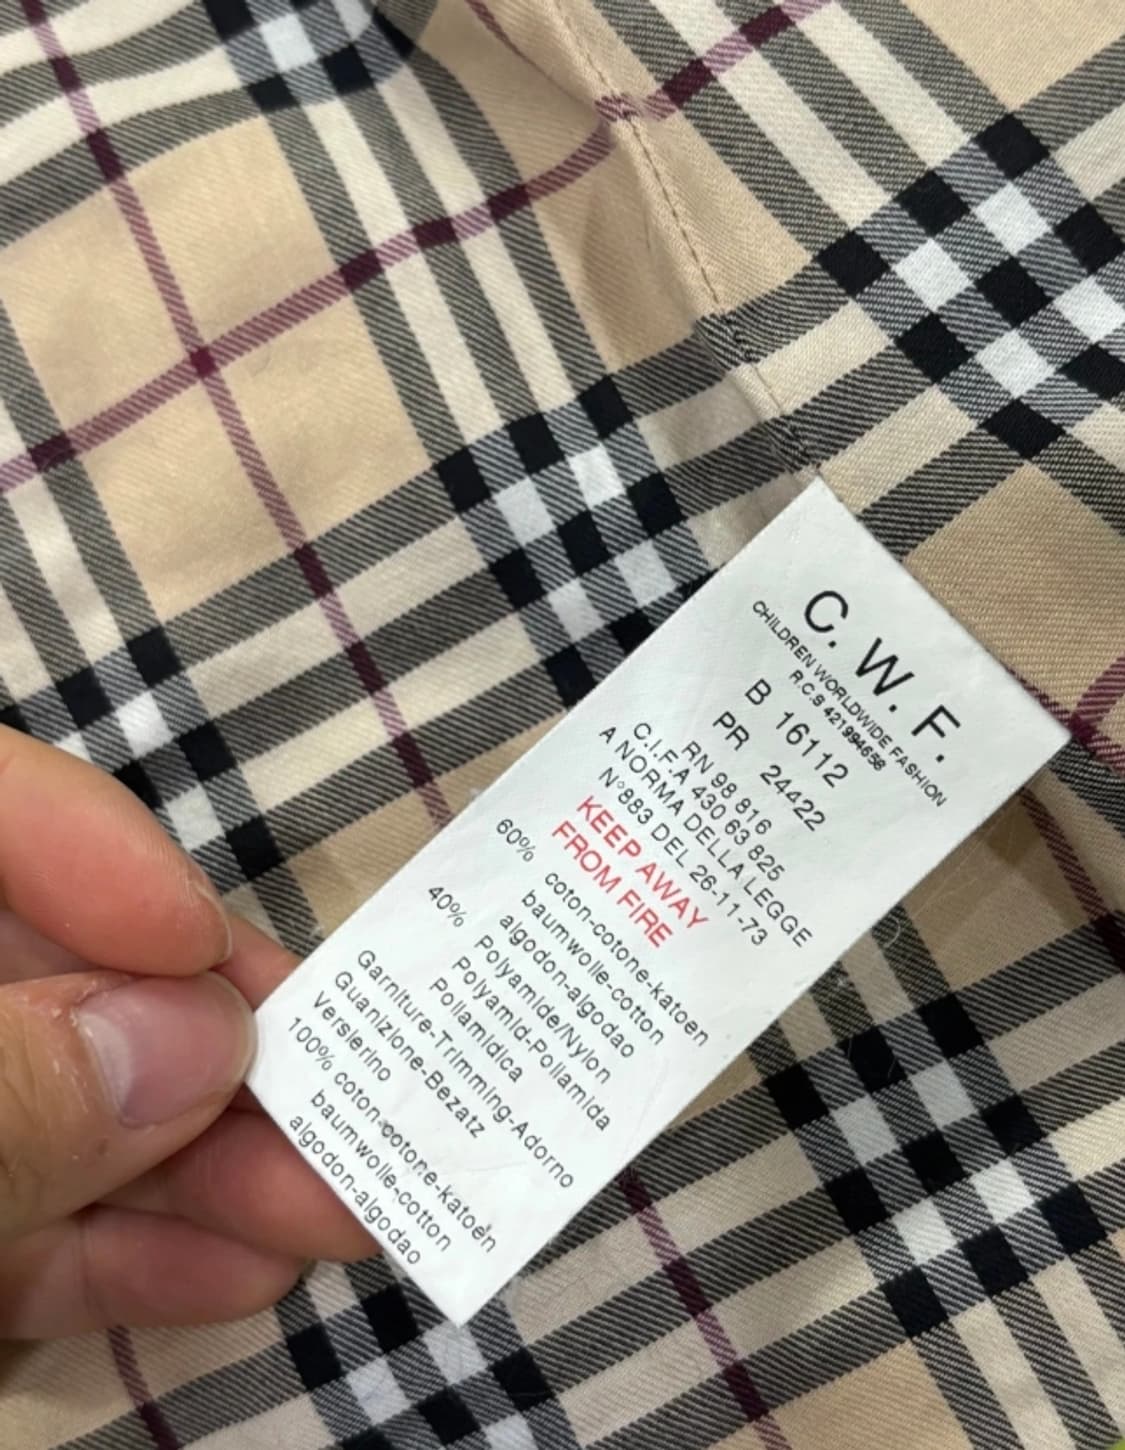 C. W. F.
CHILDREN WORLDWIDE FASHION
R.C.S 421994658
B 16112
PR 24422
RN 98 816
C.I.F.A 430 63 825
A NORMA DELLA LEGGE
N°883 DEL 26-11-73
KEEP AWAY
FROM FIRE
60% coton-cotone-katoen
baumwolle-cotton
algodon-algodao
40% Polyamide/Nylon
Polyamid-Poliamida
Poliamidica
Garniture-Trimming-Adorno
Guanizione-Bezatz
Versierino
100% coton-cotone-katoen
baumwolle-cotton
algodon-algodao